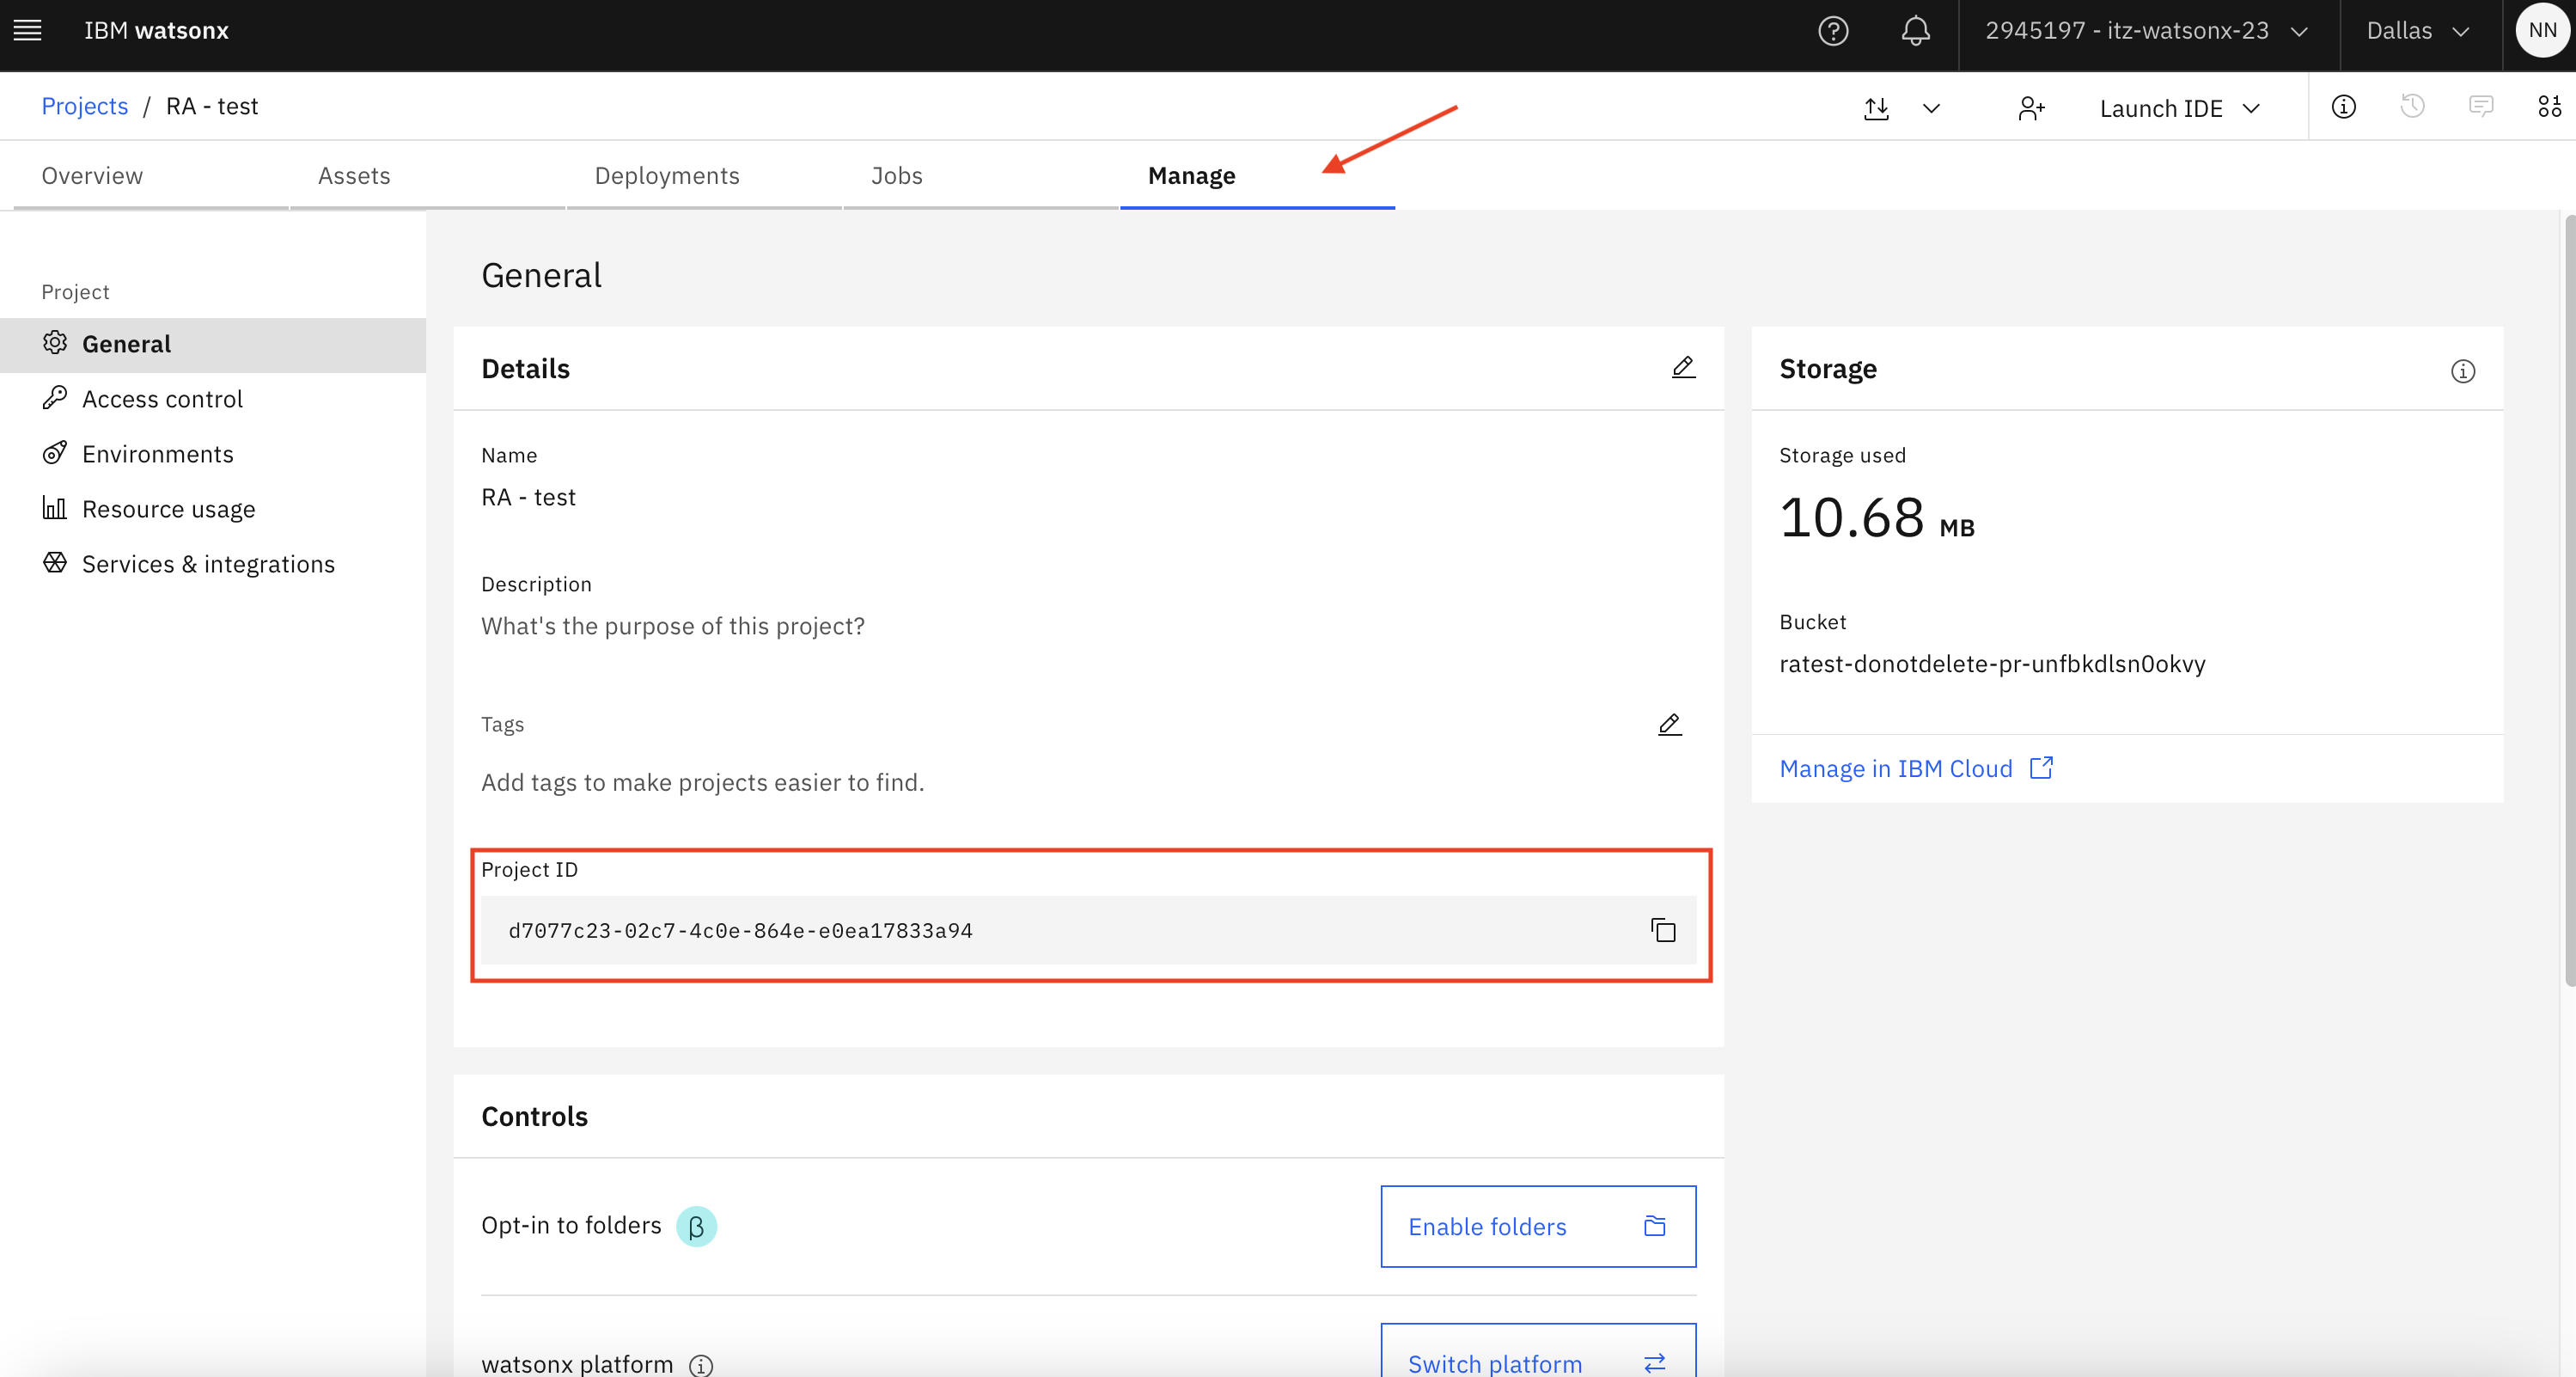 IBM watsonx
2945197 - itz-watsonx-23
Dallas
NN
Projects / RA - test
Launch IDE
Overview
Assets
Deployments
Jobs
Manage
Project
General
Access control
Environments
Resource usage
Services & integrations
General
Details
Name
RA - test
Description
What's the purpose of this project?
Tags
Add tags to make projects easier to find.
Project ID
d7077c23-02c7-4c0e-864e-e0ea17833a94
Storage
Storage used
10.68 MB
Bucket
ratest-donotdelete-pr-unfbkdlsn0okvy
Manage in IBM Cloud
Controls
Opt-in to folders β
Enable folders
watsonx platform
Switch platform